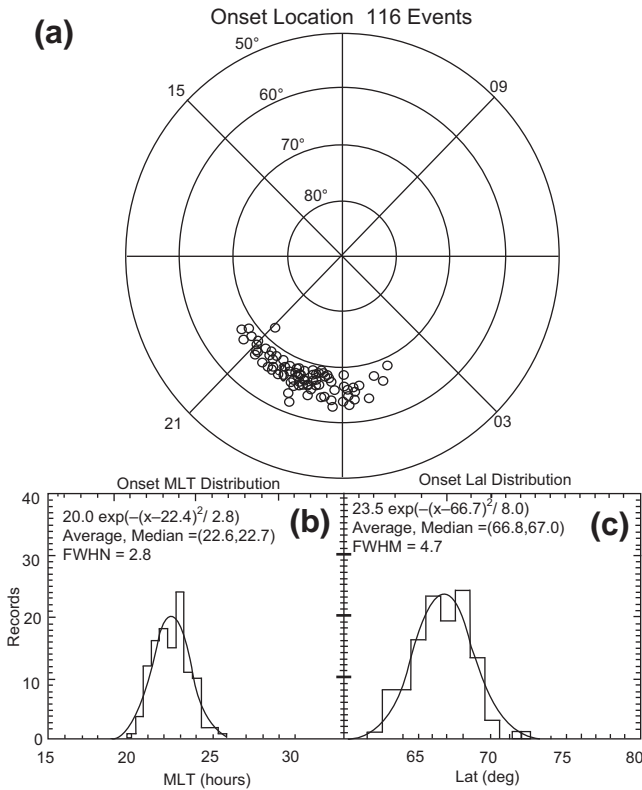 Onset Location 116 Events
(a)
50°
15
09
60°
70°
80°
21
03
Onset MLT Distribution
Onset Lal Distribution
40
20.0 exp(–(x–22.4)²/ 2.8)
Average, Median =(22.6,22.7)
FWHN = 2.8
(b)
23.5 exp(–(x–66.7)²/ 8.0)
Average, Median =(66.8,67.0)
FWHM = 4.7
(c)
30
20
10
0
Records
15 20 25 30
65 70 75 80
MLT (hours)
Lat (deg)